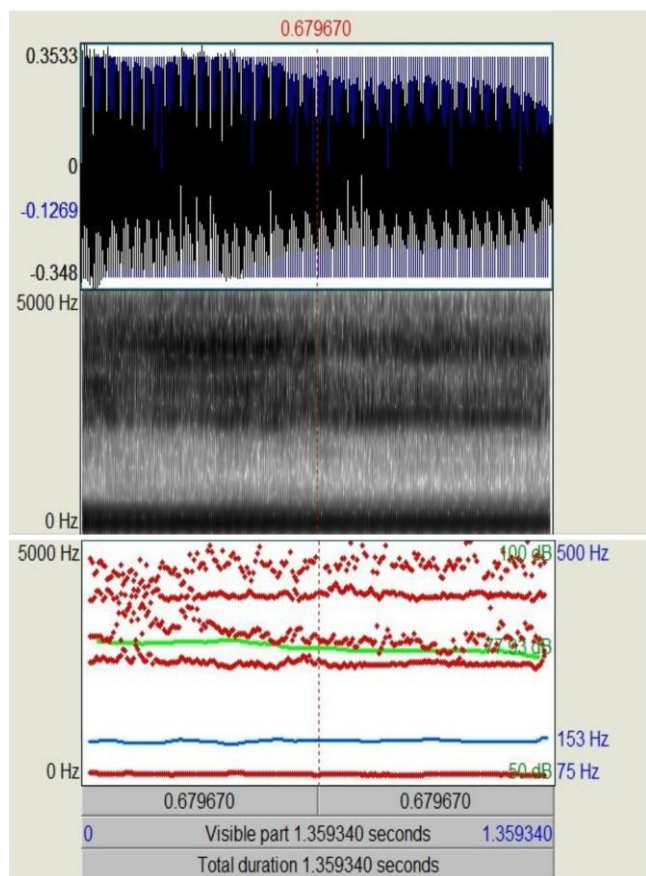 0.679670
0.3533
0
-0.1269
-0.348
5000 Hz
0 Hz
5000 Hz 100 dB 500 Hz
77.93 dB
153 Hz
0 Hz 50 dB 75 Hz
0.679670 0.679670
0 Visible part 1.359340 seconds 1.359340
Total duration 1.359340 seconds